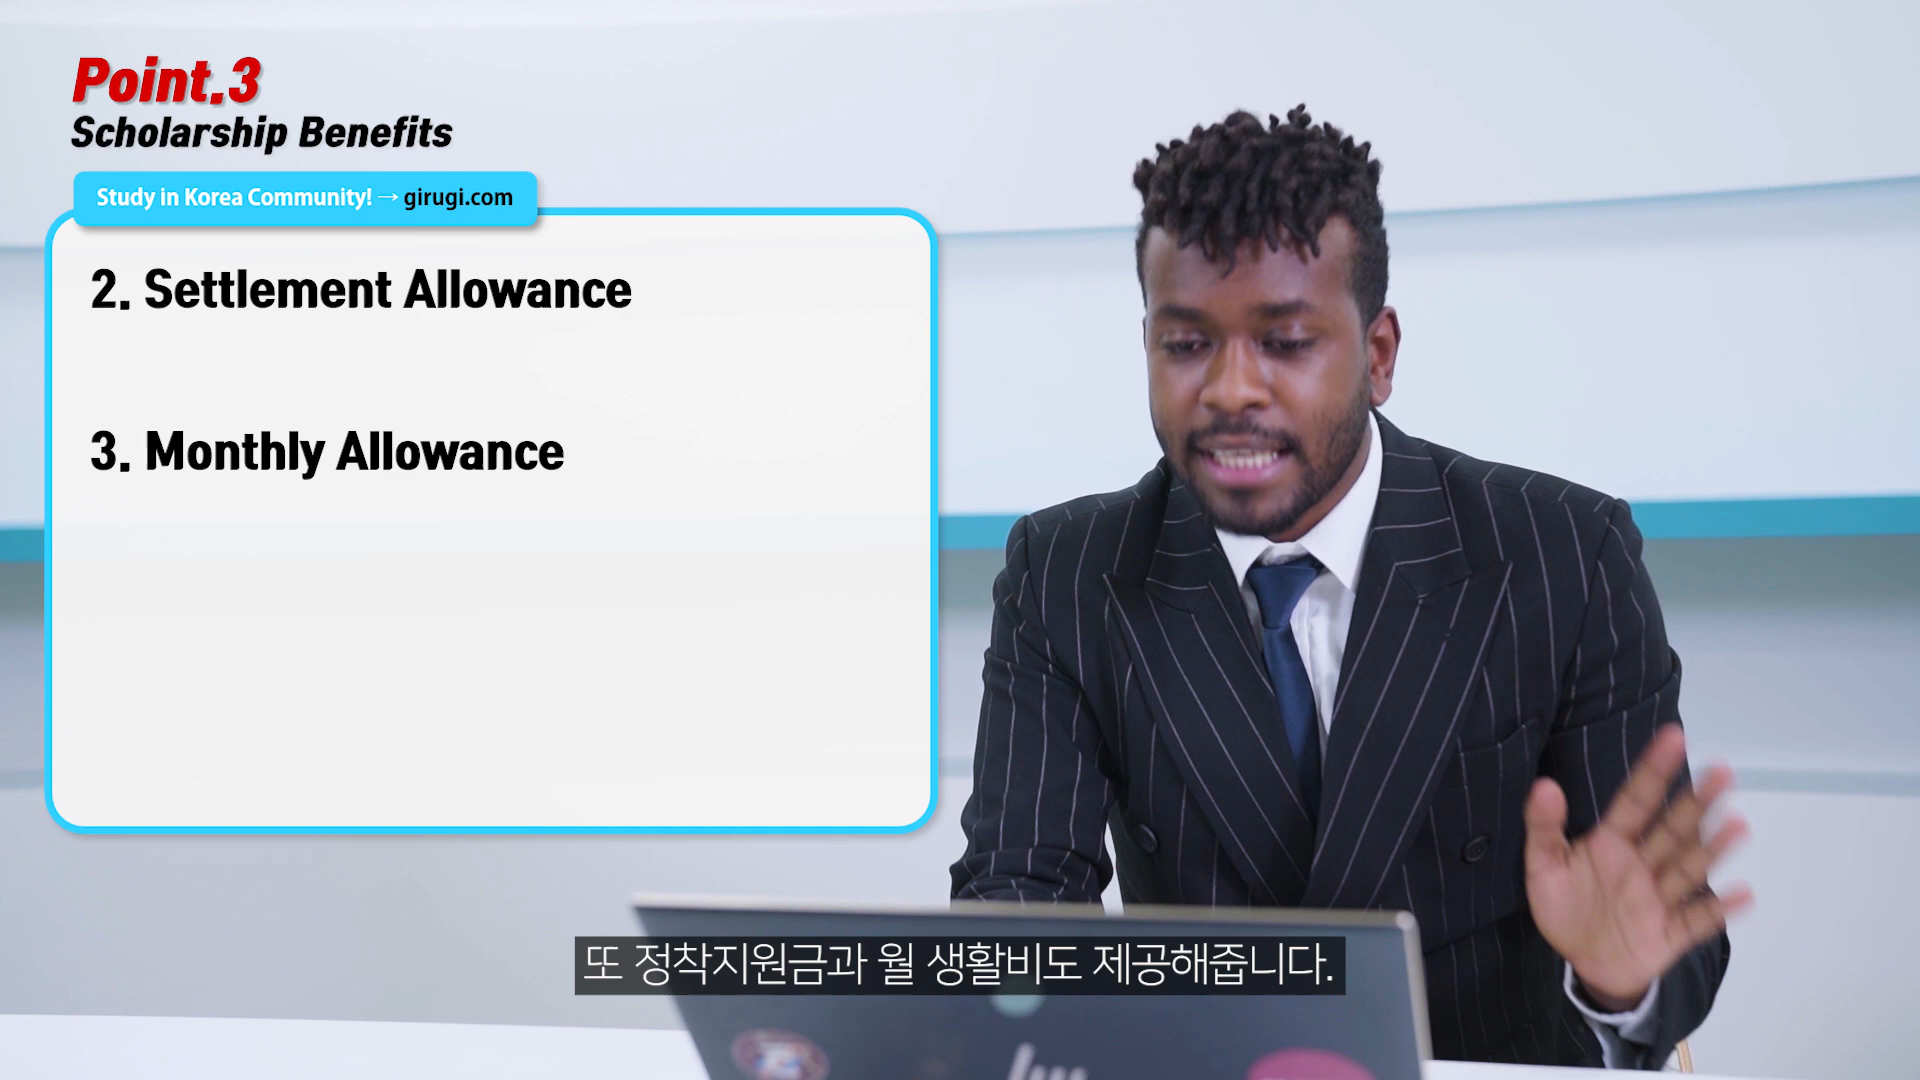 Point.3
Scholarship Benefits
Study in Korea Community! → girugi.com
2. Settlement Allowance
3. Monthly Allowance
또 정착지원금과 월 생활비도 제공해줍니다.